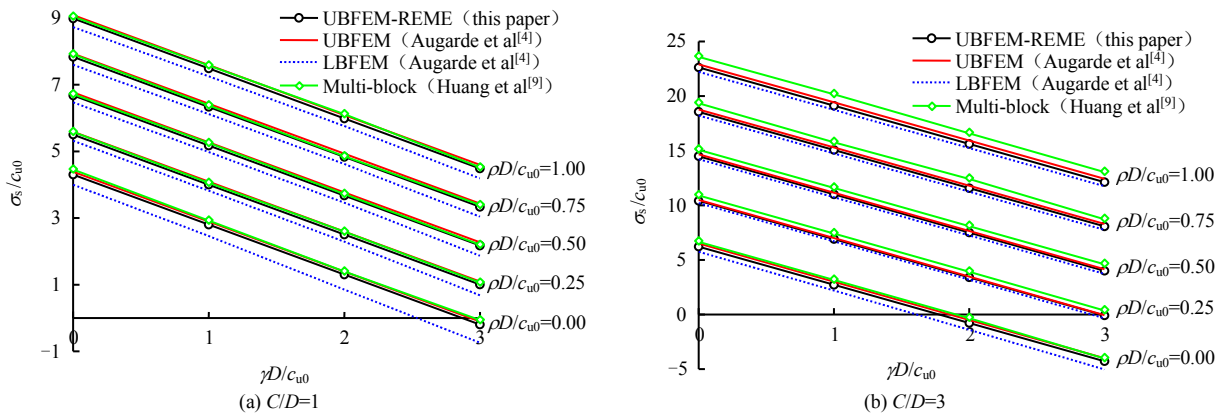 UBFEM-REME（this paper）
UBFEM（Augarde et al[4]）
LBFEM（Augarde et al[4]）
Multi-block（Huang et al[9]）
9
7
5
3
1
−1
σs/cu0
ρD/cu0=1.00
ρD/cu0=0.75
ρD/cu0=0.50
ρD/cu0=0.25
ρD/cu0=0.00
0 1 2 3
γD/cu0
(a) C/D=1
UBFEM-REME（this paper）
UBFEM（Augarde et al[4]）
LBFEM（Augarde et al[4]）
Multi-block（Huang et al[9]）
25
20
15
10
5
0
−5
σs/cu0
ρD/cu0=1.00
ρD/cu0=0.75
ρD/cu0=0.50
ρD/cu0=0.25
ρD/cu0=0.00
0 1 2 3
γD/cu0
(b) C/D=3